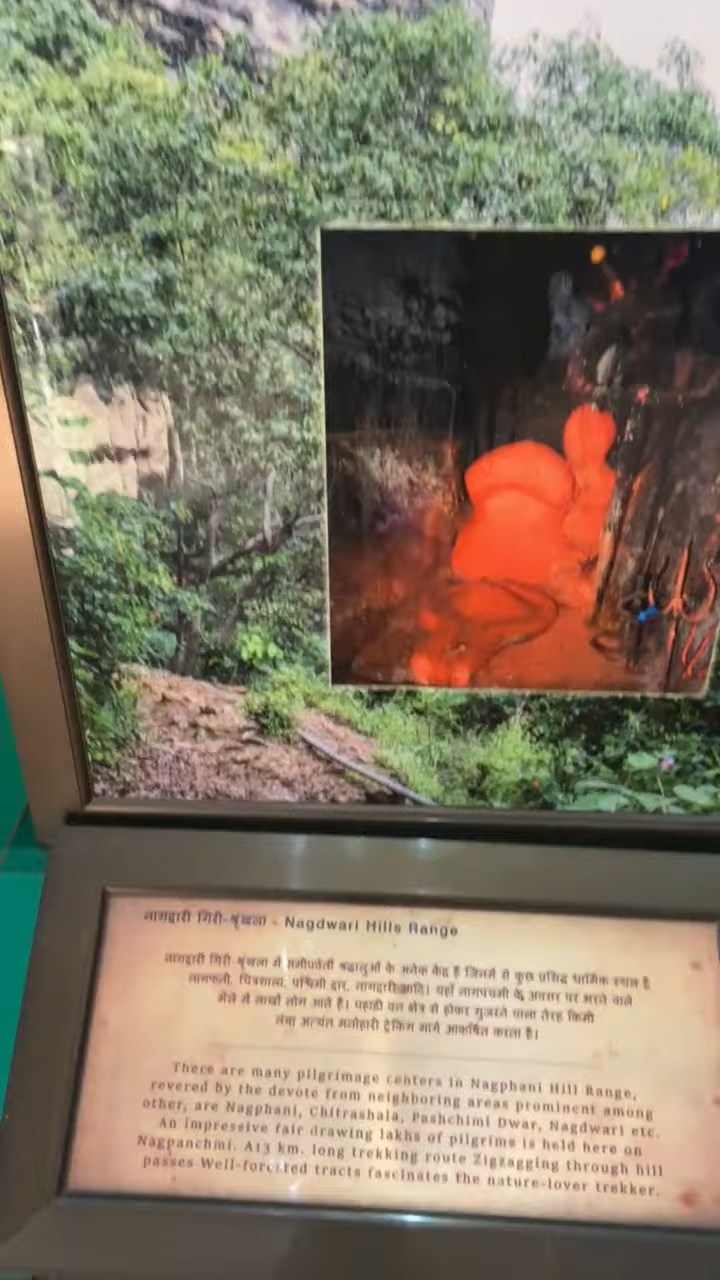 नागद्वारी गिरी-श्रृंखला - Nagdwari Hills Range
नागद्वारी गिरी-श्रृंखला में समीपवर्ती श्रद्धालुओं के अनेक केंद्र हैं जिनमें से कुछ प्रसिद्ध धार्मिक स्थल है
नागफनी, चित्रशाला, पश्चिमी द्वार, नागद्वारी आदि। यहाँ नागपंचमी के अवसर पर भरने वाले
मेले में लाखों लोग आते हैं। पहाड़ी वन क्षेत्र से होकर गुजरने वाला तेरह किमी
लंबा अत्यंत मनोहारी ट्रेकिंग मार्ग आकर्षित करता है।
There are many pilgrimage centers in Nagphani Hill Range,
revered by the devote from neighboring areas prominent among
other, are Nagphani, Chitrashala, Pashchimi Dwar, Nagdwari etc.
An impressive fair drawing lakhs of pilgrims is held here on
Nagpanchmi. A13 km. long trekking route Zigzagging through hill
passes Well-forested tracts fascinates the nature-lover trekker.